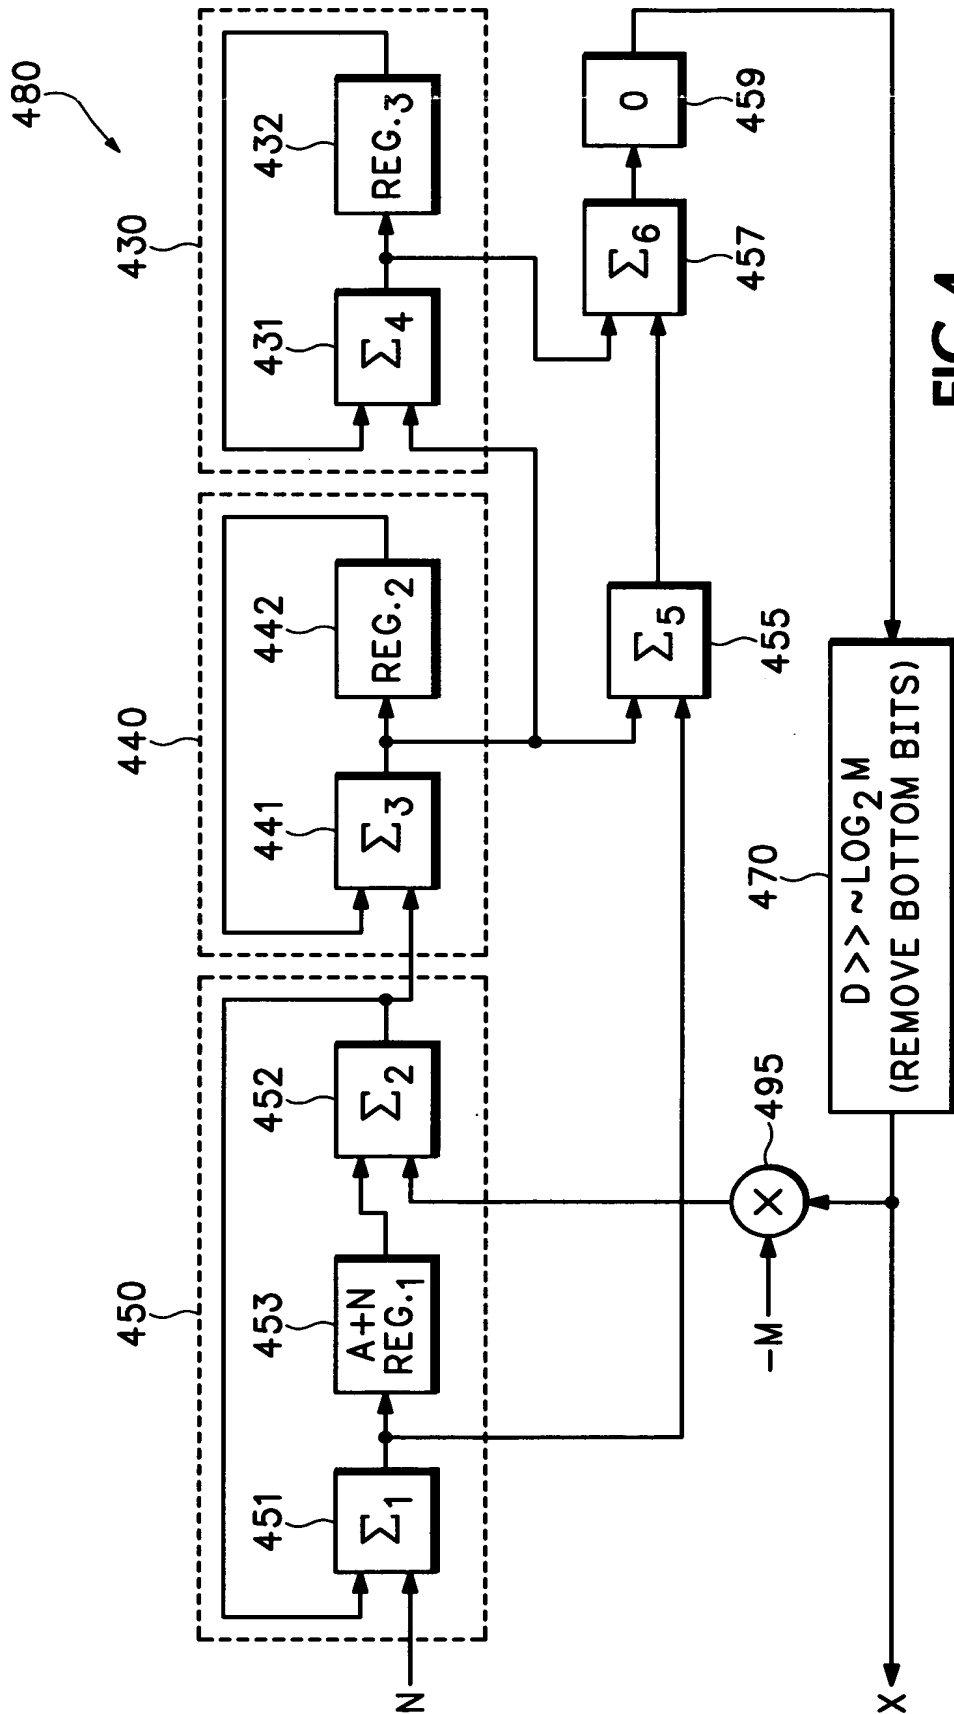 480
430
432
REG.3
431
Σ4
440
442
REG.2
441
Σ3
450
452
Σ2
453
A+N
REG.1
451
Σ1
N
0
459
Σ6
457
Σ5
455
495
X
-M
470
D>>~LOG2M
(REMOVE BOTTOM BITS)
X